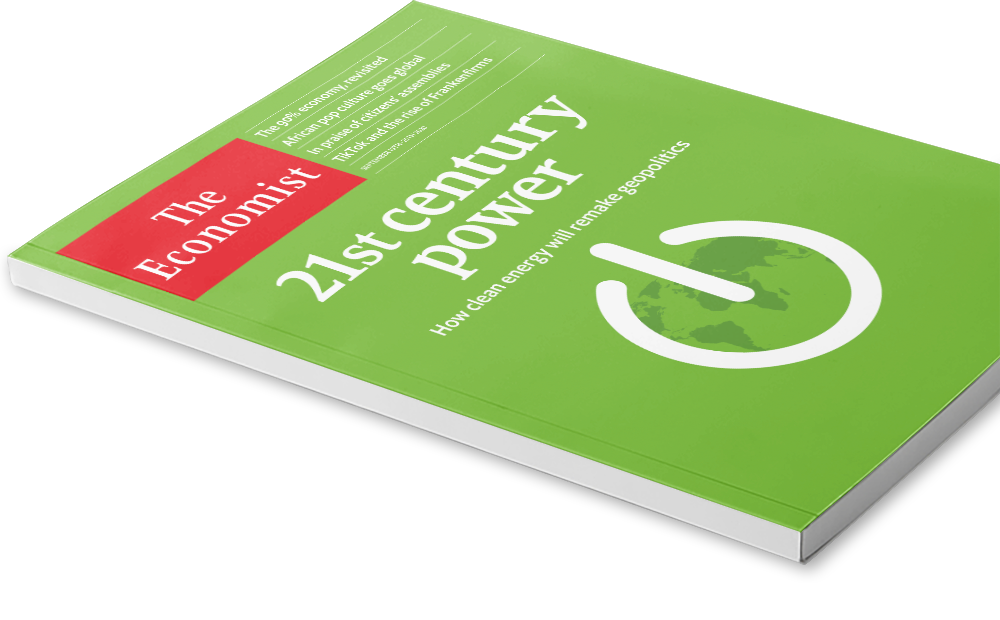 The 90% economy, revisited
African pop culture goes global
In praise of citizens' assemblies
TikTok and the rise of Frankenfirms
The
Economist
21st century
power
How clean energy will remake geopolitics